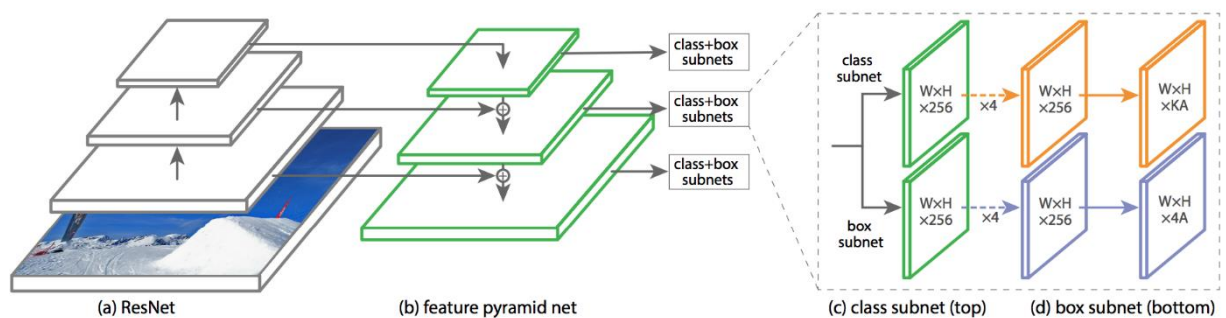 class+box
subnets
class+box
subnets
class+box
subnets
class
subnet
W×H
×256
×4
W×H
×256
W×H
×KA
box
subnet
W×H
×256
×4
W×H
×256
W×H
×4A
(a) ResNet
(b) feature pyramid net
(c) class subnet (top)
(d) box subnet (bottom)